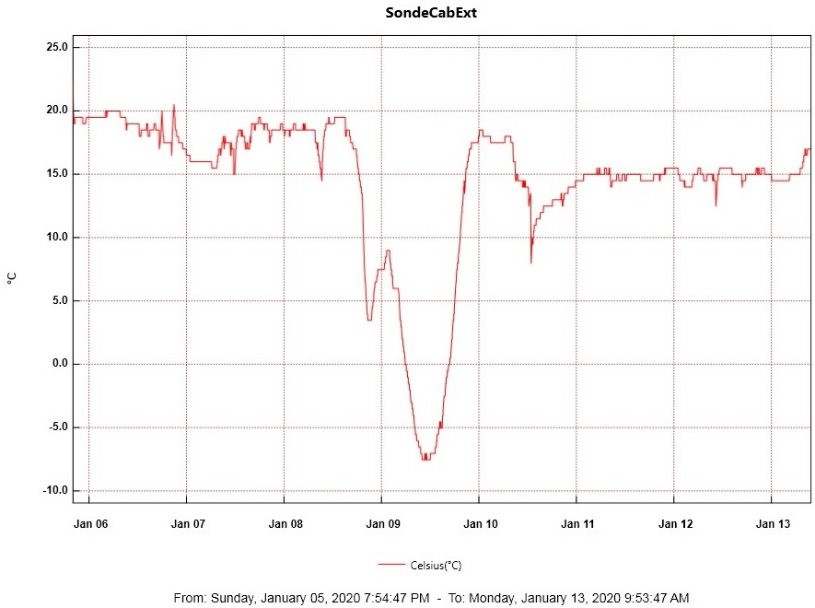 SondeCabExt
25.0
20.0
15.0
10.0
5.0
0.0
-5.0
-10.0
°C
Jan 06 Jan 07 Jan 08 Jan 09 Jan 10 Jan 11 Jan 12 Jan 13
Celsius(°C)
From: Sunday, January 05, 2020 7:54:47 PM - To: Monday, January 13, 2020 9:53:47 AM